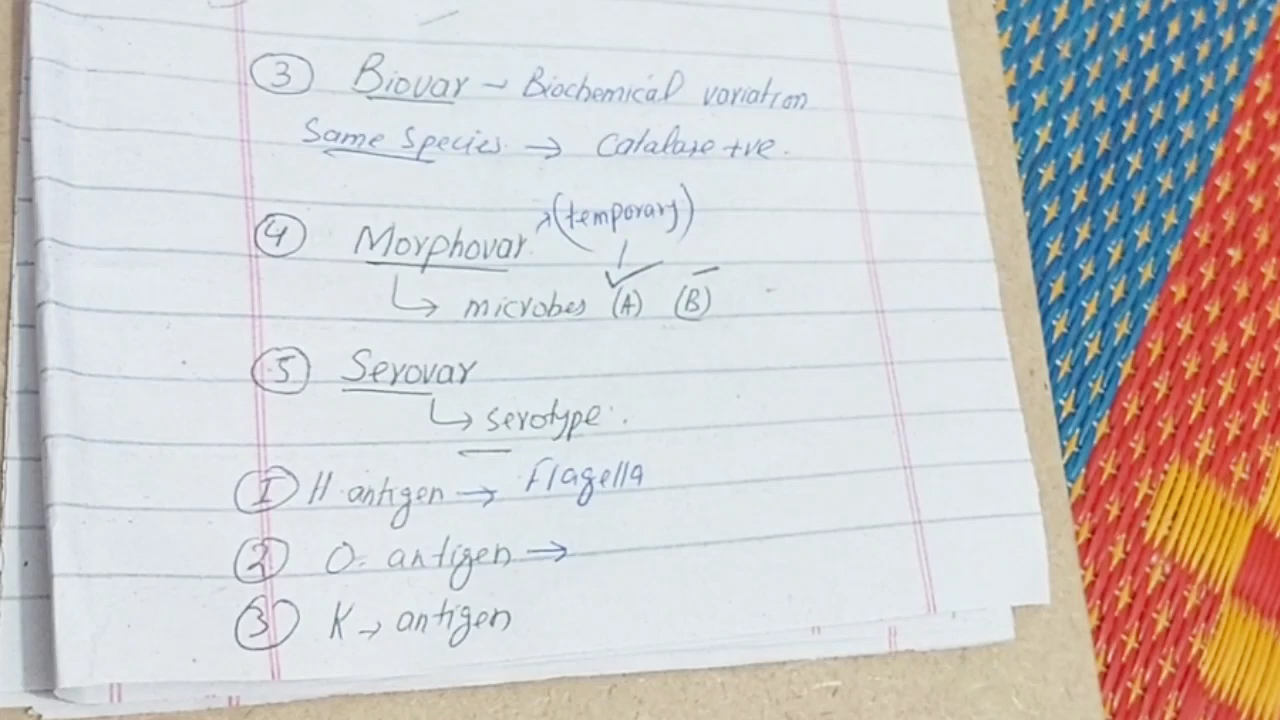 ③ Biovar → Biochemical variation
Same Species → Catalase +ve.
→ (temporary)
④ Morphovar
↳ microbes (A) (B)
⑤ Serovar
↳ serotype.
① H antigen → Flagella
② O- antigen →
③ K → antigen